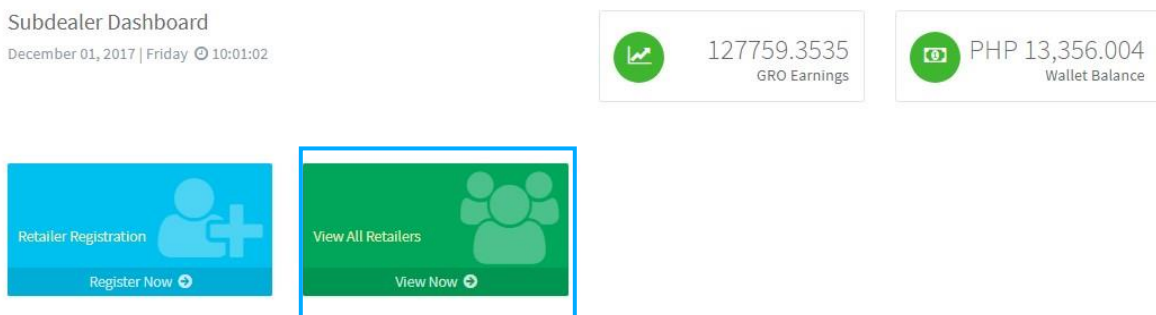 Subdealer Dashboard
December 01, 2017 | Friday 10:01:02
127759.3535
GRO Earnings
PHP 13,356.004
Wallet Balance
Retailer Registration
Register Now
View All Retailers
View Now